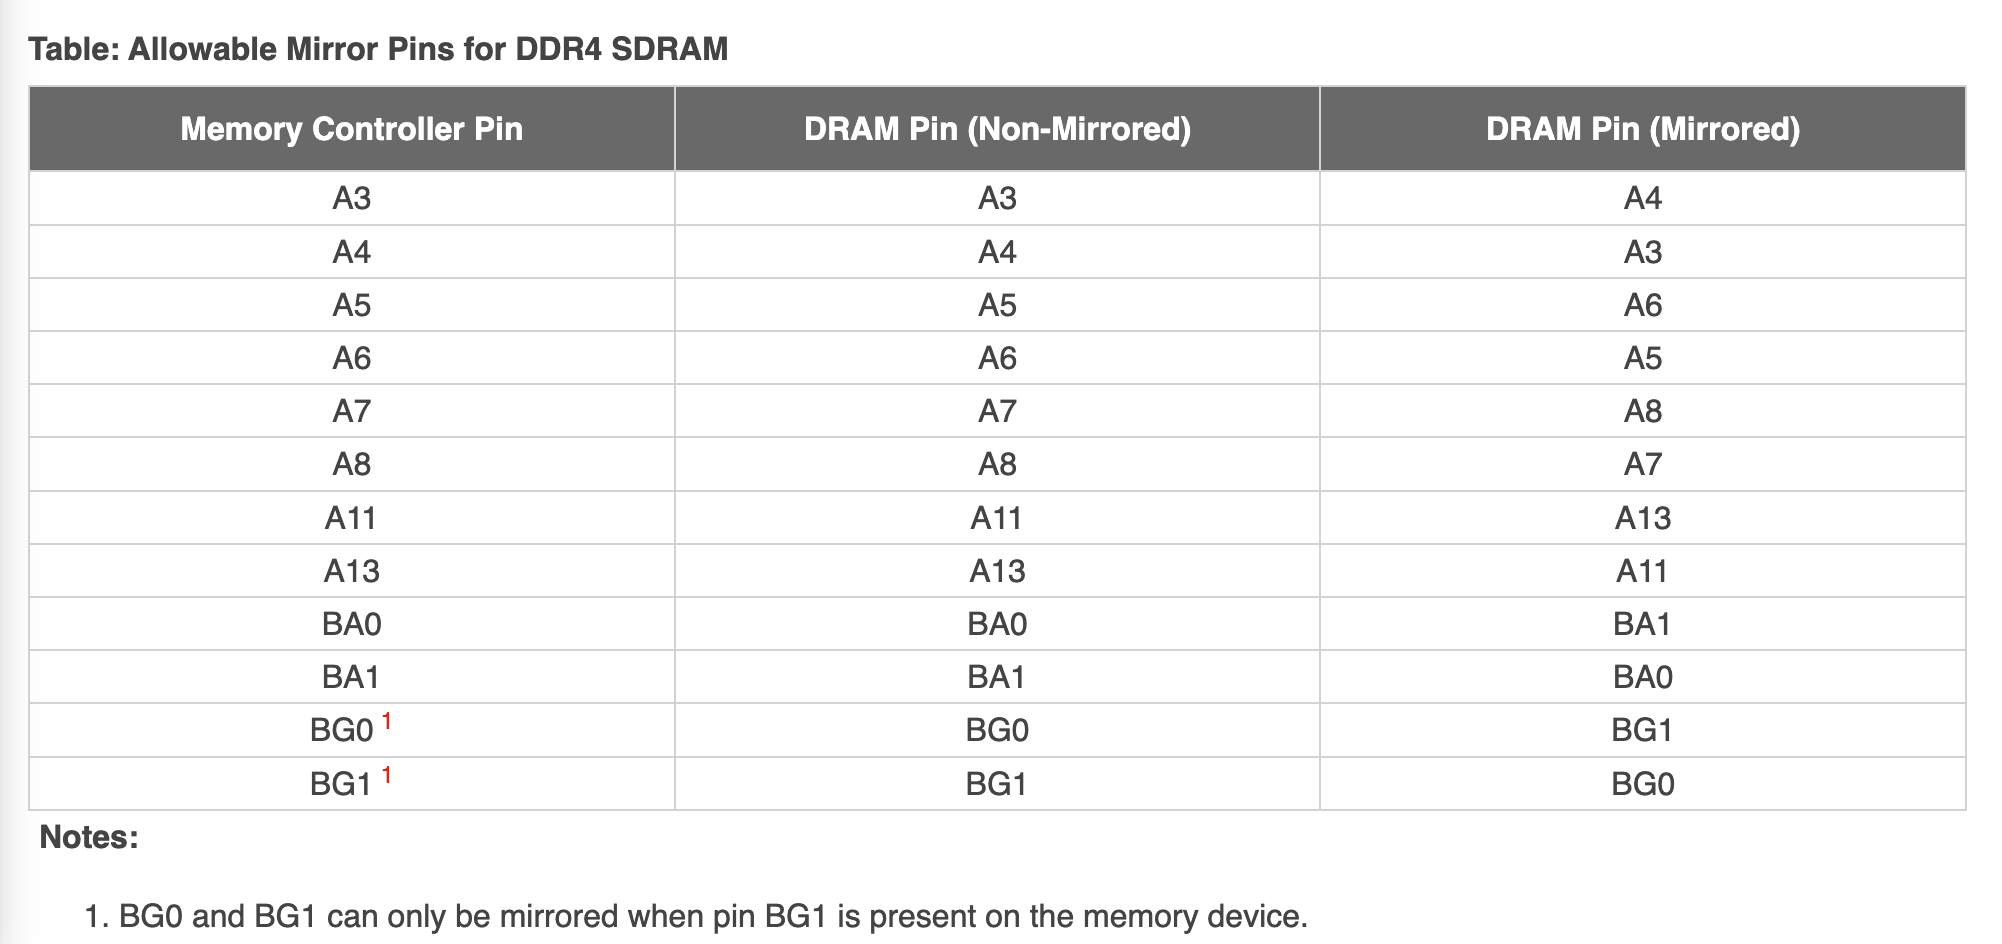 Table: Allowable Mirror Pins for DDR4 SDRAM
Memory Controller Pin DRAM Pin (Non-Mirrored) DRAM Pin (Mirrored)
A3 A3 A4
A4 A4 A3
A5 A5 A6
A6 A6 A5
A7 A7 A8
A8 A8 A7
A11 A11 A13
A13 A13 A11
BA0 BA0 BA1
BA1 BA1 BA0
BG0 1 BG0 BG1
BG1 1 BG1 BG0
Notes:
1. BG0 and BG1 can only be mirrored when pin BG1 is present on the memory device.